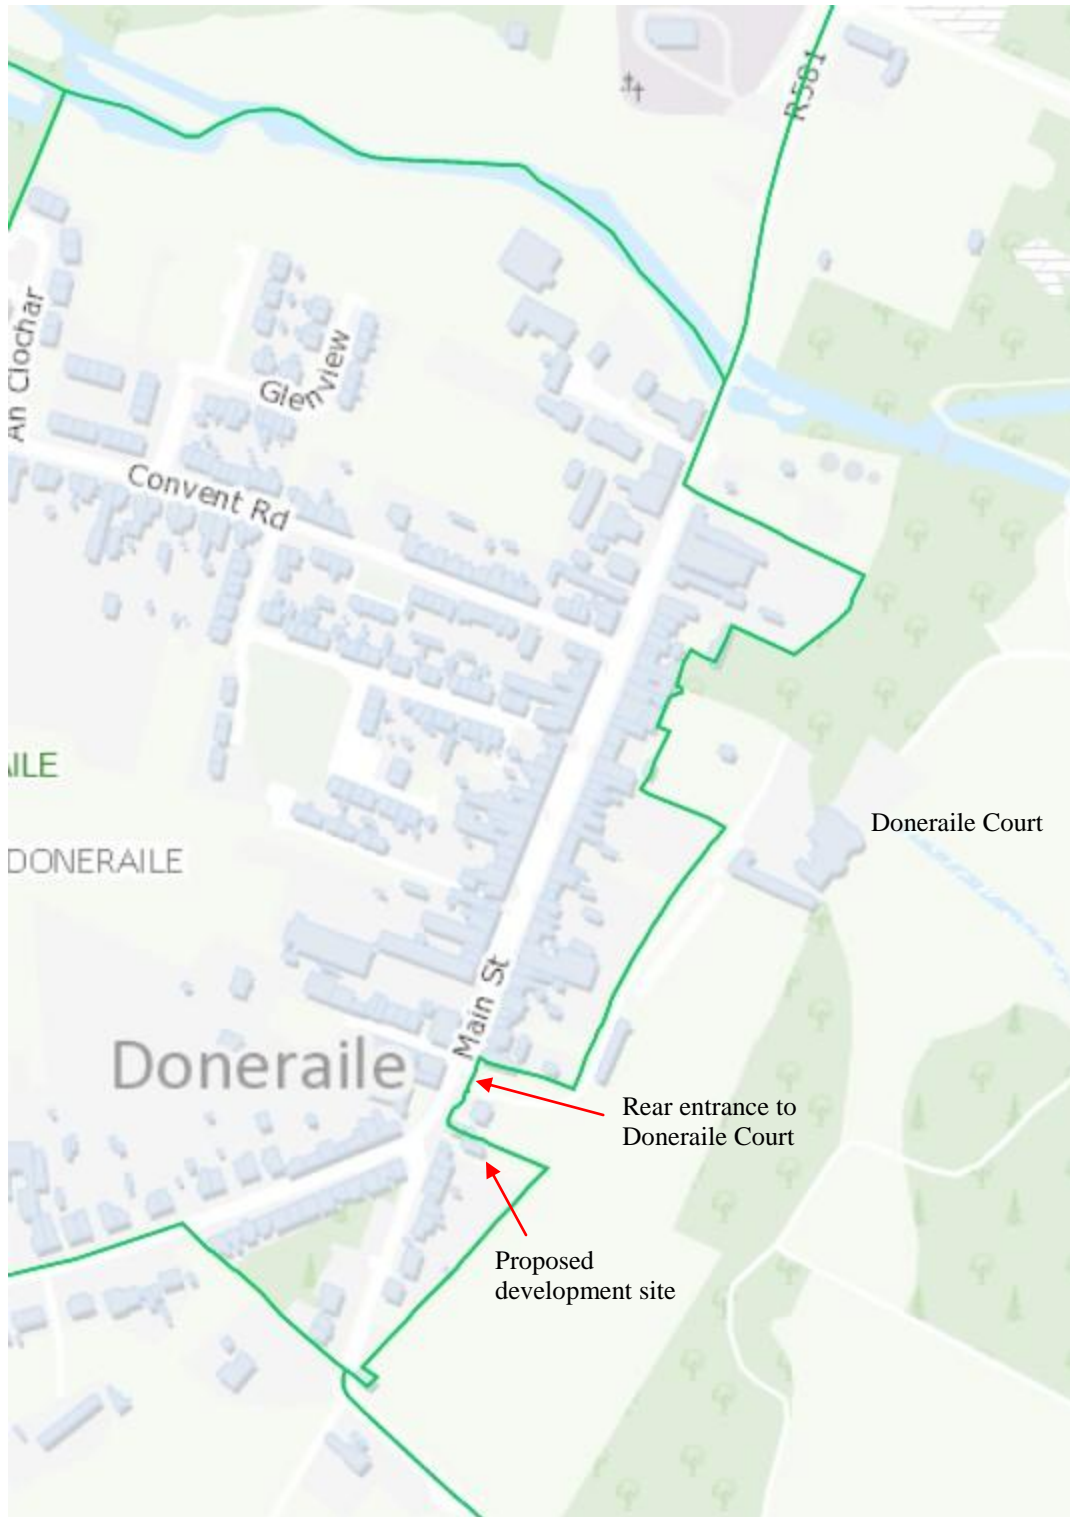 R581
An Clochar
Glenview
Convent Rd
AILE
DONERAILE
Doneraile Court
Main St
Doneraile
Rear entrance to
Doneraile Court
Proposed
development site